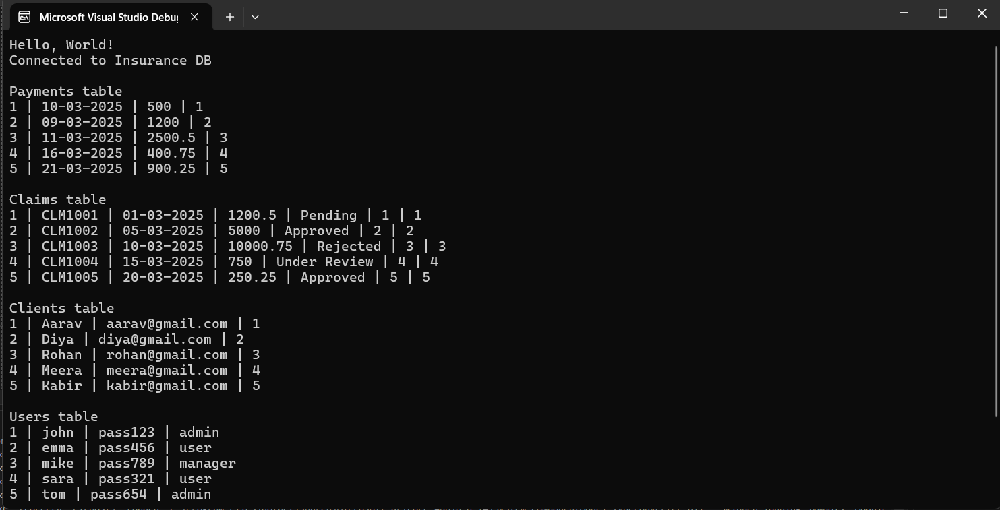 Microsoft Visual Studio Debug
Hello, World!
Connected to Insurance DB
Payments table
1 | 10-03-2025 | 500 | 1
2 | 09-03-2025 | 1200 | 2
3 | 11-03-2025 | 2500.5 | 3
4 | 16-03-2025 | 400.75 | 4
5 | 21-03-2025 | 900.25 | 5
Claims table
1 | CLM1001 | 01-03-2025 | 1200.5 | Pending | 1 | 1
2 | CLM1002 | 05-03-2025 | 5000 | Approved | 2 | 2
3 | CLM1003 | 10-03-2025 | 10000.75 | Rejected | 3 | 3
4 | CLM1004 | 15-03-2025 | 750 | Under Review | 4 | 4
5 | CLM1005 | 20-03-2025 | 250.25 | Approved | 5 | 5
Clients table
1 | Aarav | aarav@gmail.com | 1
2 | Diya | diya@gmail.com | 2
3 | Rohan | rohan@gmail.com | 3
4 | Meera | meera@gmail.com | 4
5 | Kabir | kabir@gmail.com | 5
Users table
1 | john | pass123 | admin
2 | emma | pass456 | user
3 | mike | pass789 | manager
4 | sara | pass321 | user
5 | tom | pass654 | admin